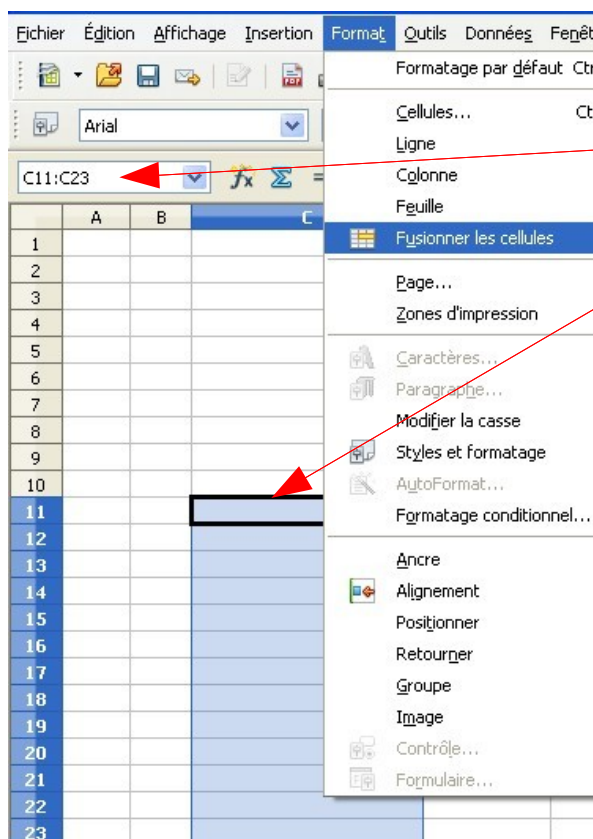 Fichier Édition Affichage Insertion Format Outils Données Fenêt
Formatage par défaut Ctr
Arial
Cellules... Ct
Ligne
C11:C23
Colonne
Feuille
A B C
Fusionner les cellules
1
2
Page...
3
Zones d'impression
4
5
Caractères...
6
Paragraphe...
7
Modifier la casse
8
9
Styles et formatage
10
AutoFormat...
11
Formatage conditionnel...
12
13
Ancre
14
Alignement
15
Positionner
16
Retourner
17
Groupe
18
Image
19
20
Contrôle...
21
Formulaire...
22
23